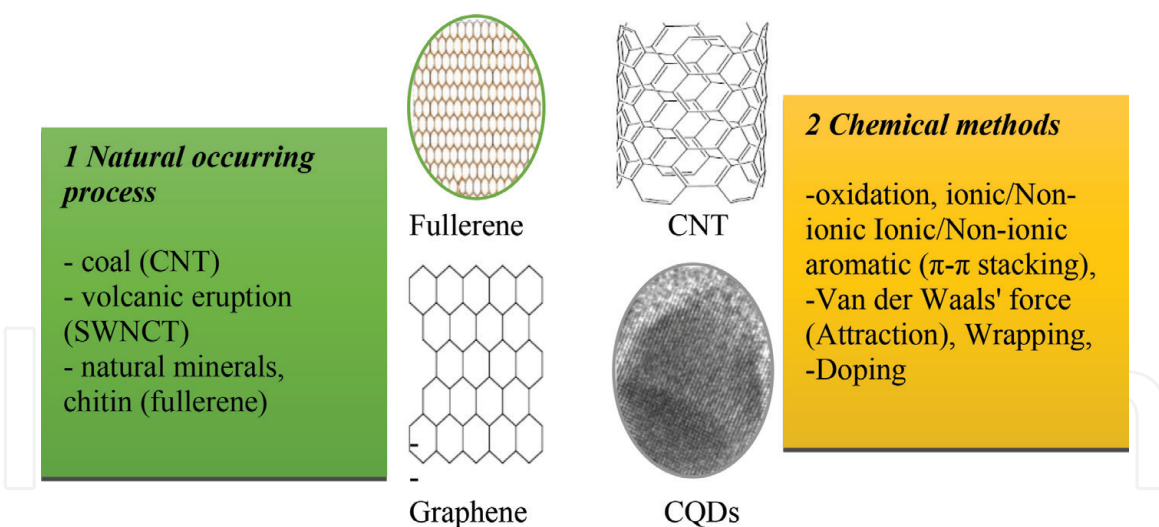 1 Natural occurring
process
- coal (CNT)
- volcanic eruption
(SWNCT)
- natural minerals,
chitin (fullerene)
Fullerene
CNT
-
-
Graphene
CQDs
2 Chemical methods
-oxidation, ionic/Non-
ionic Ionic/Non-ionic
aromatic (π-π stacking),
-Van der Waals' force
(Attraction), Wrapping,
-Doping